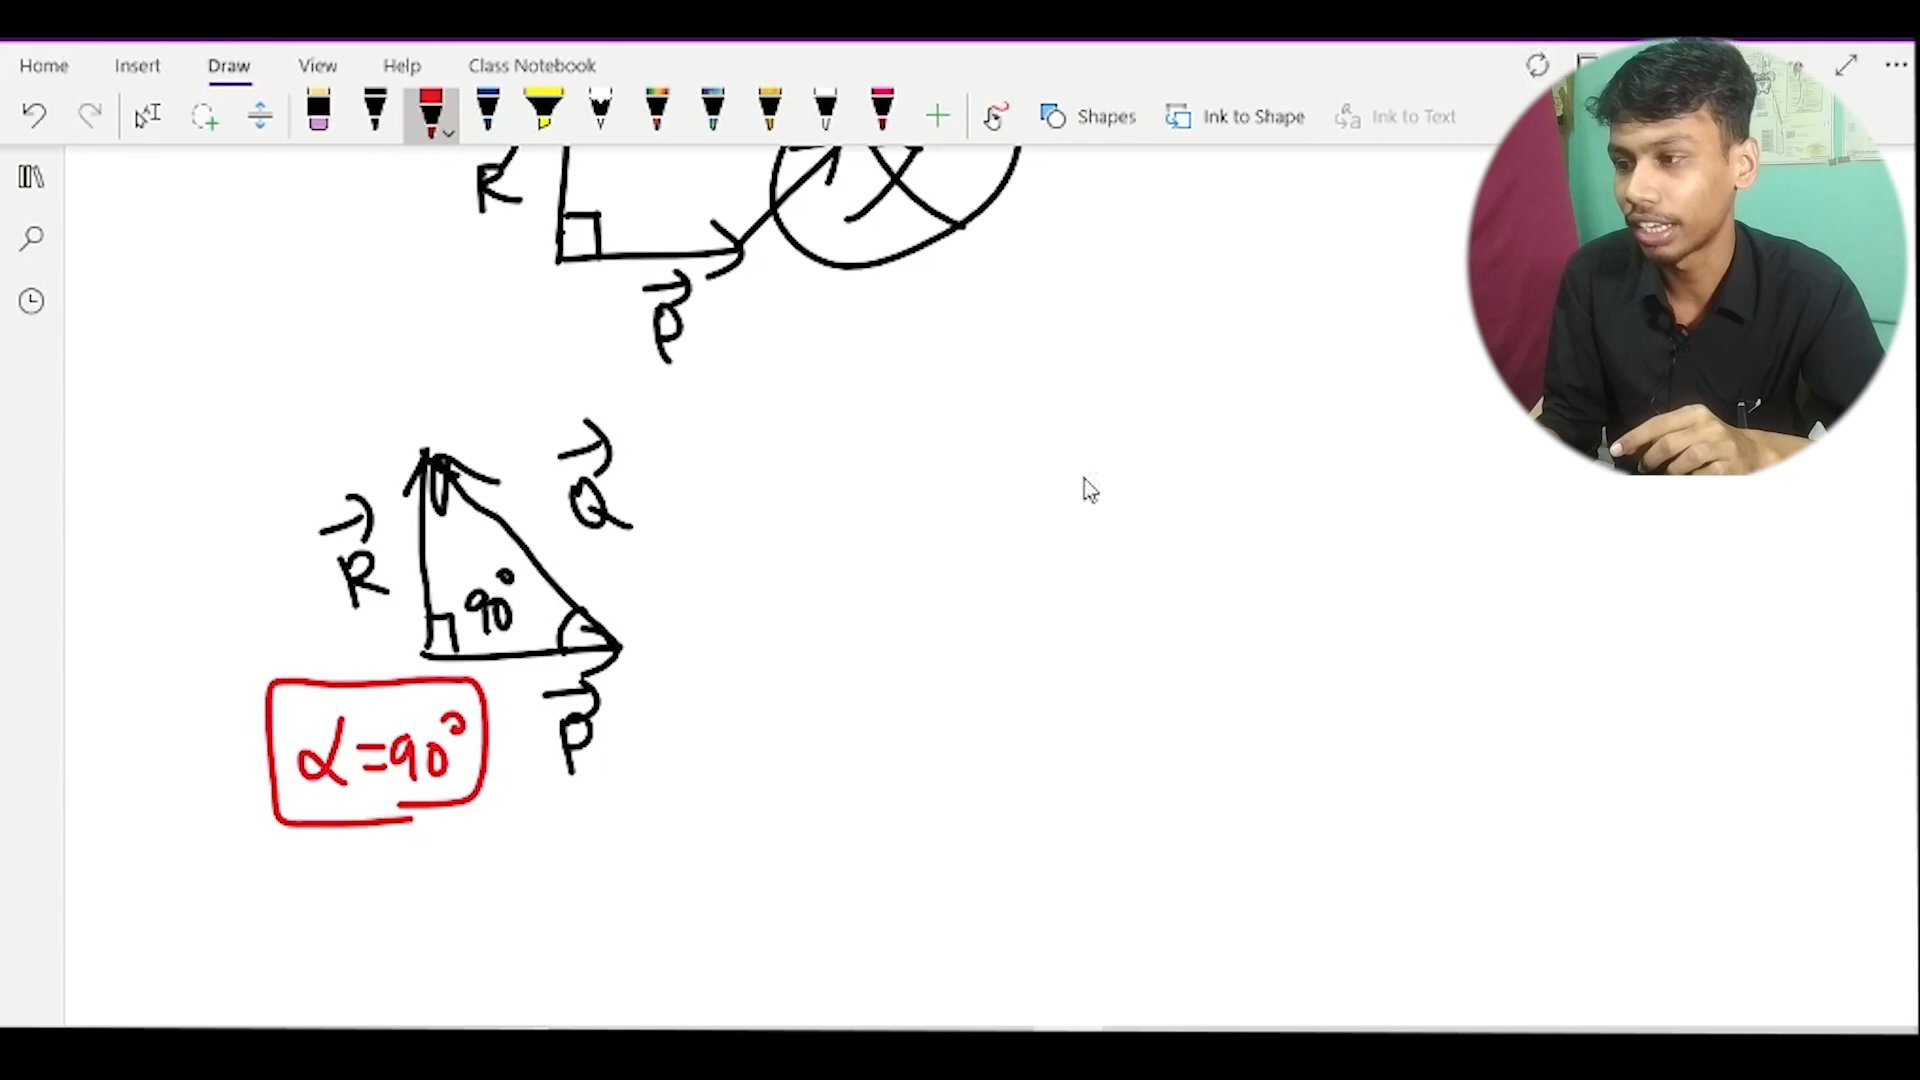 Home Insert Draw View Help Class Notebook
Shapes Ink to Shape Ink to Text
R
P
Q
R
90°
P
α=90°